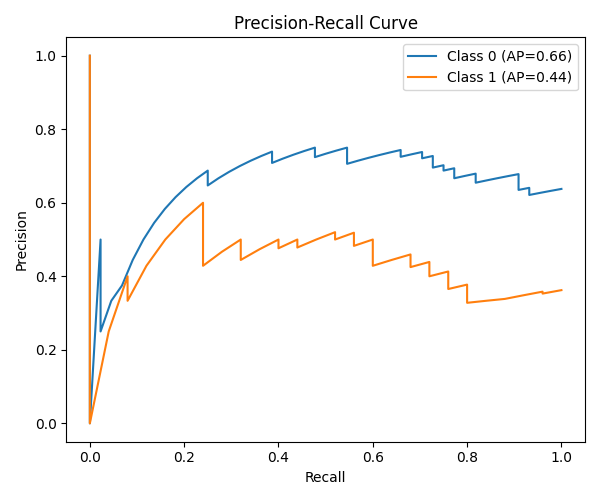 Precision-Recall Curve
Class 0 (AP=0.66)
Class 1 (AP=0.44)
Precision
1.0
0.8
0.6
0.4
0.2
0.0
0.0 0.2 0.4 0.6 0.8 1.0
Recall